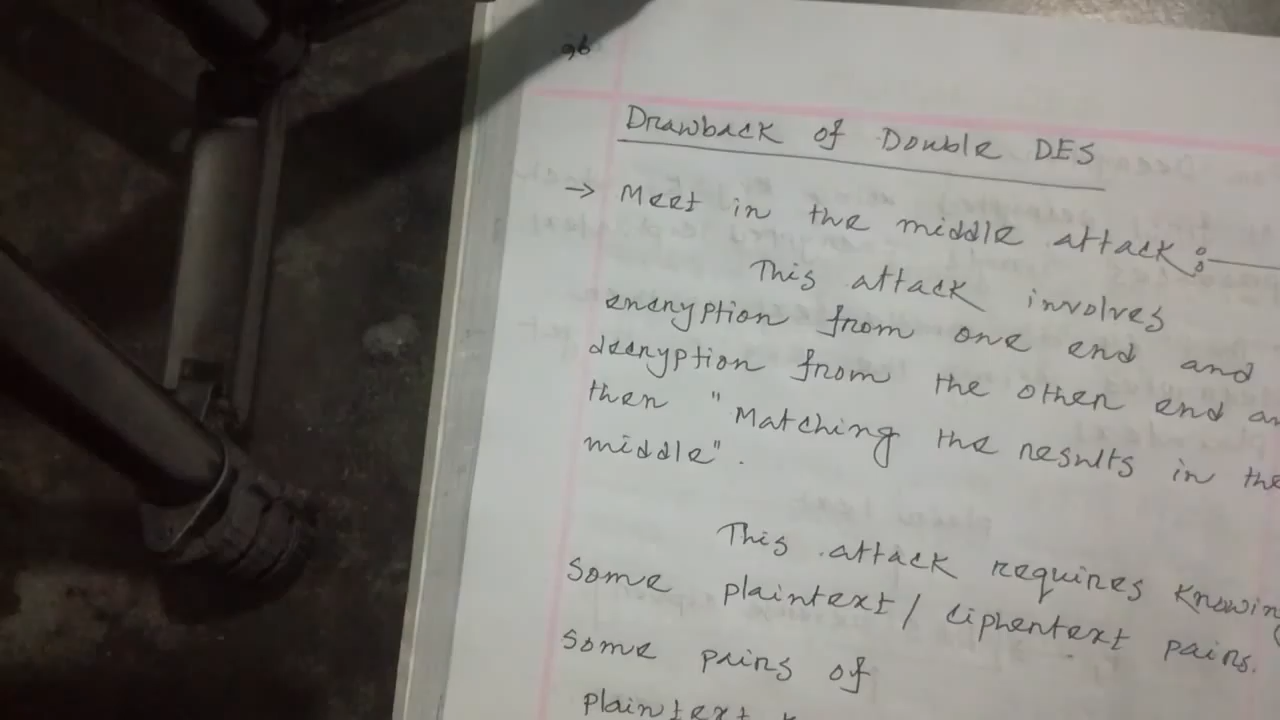 96
Drawback of Double DES
→ Meet in the middle attack:
This attack involves
encryption from one end and
decryption from the other end
then "Matching the results in the
middle".
This attack requires
some plaintext / ciphertext pairs.
Some pairs of
plaintext